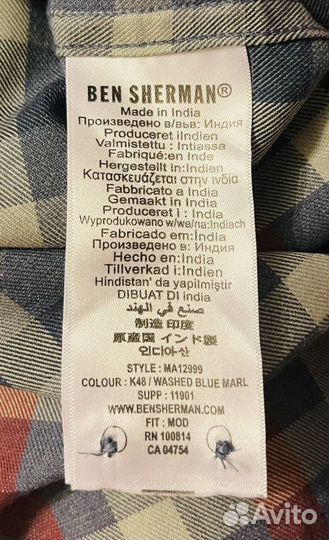 BEN SHERMAN®
Made in India
Произведено в/вьв: Индия
Produceret i:Indien
Valmistettu : Intiassa
Fabriqué:en Inde
Hergestellt in:Indien
Κατασκευάζεται στην ινδία
Fabbricato a India
Gemaakt in India
Produceret i : India
Wyprodukowano w/we/na:Indiach
Fabricado em:India
Произведено в:Индия
Hecho en:India
Tillverkad i:Indien
Hindistan' da yapilmiştir
DIBUAT DI india
صنع في الهند
制造 印度
原産国 インド製
인디아산
STYLE : MA12999
COLOUR : K48 / WASHED BLUE MARL
SUPP : 11901
WWW.BENSHERMAN.COM
FIT : MOD
RN 100814
CA 04754
Avito